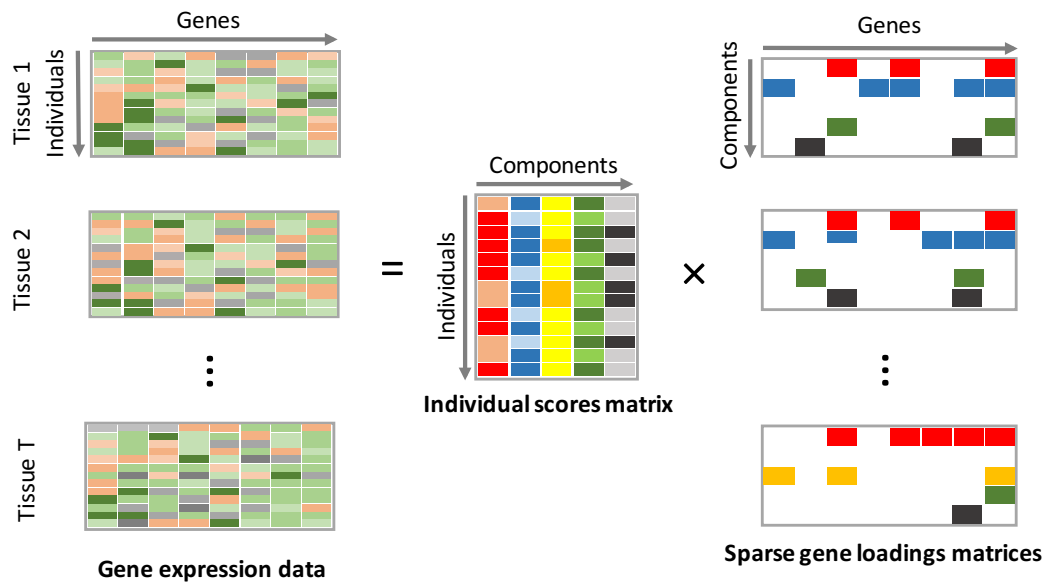 Genes
Tissue 1
Individuals
Tissue 2
Tissue T
Gene expression data
=
Components
Individuals
Individual scores matrix
×
Genes
Components
Sparse gene loadings matrices